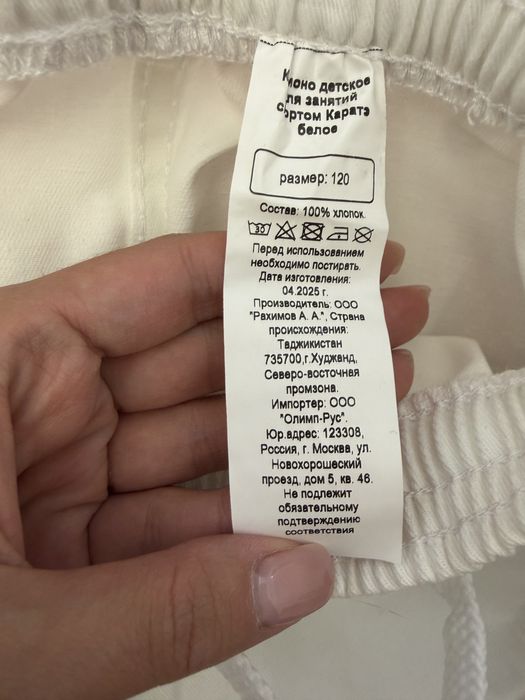 Кимоно детское
для занятий
спортом Каратэ
белое
размер: 120
Состав: 100% хлопок.
30
Перед использованием
необходимо постирать.
Дата изготовления:
04.2025 г.
Производитель: ООО
"Рахимов А. А.", Страна
происхождения:
Таджикистан
735700,г.Худжанд,
Северо-восточная
промзона.
Импортер: ООО
"Олимп-Рус".
Юр.адрес: 123308,
Россия, г. Москва, ул.
Новохорошеский
проезд, дом 5, кв. 46.
Не подлежит
обязательному
подтверждению
соответствия